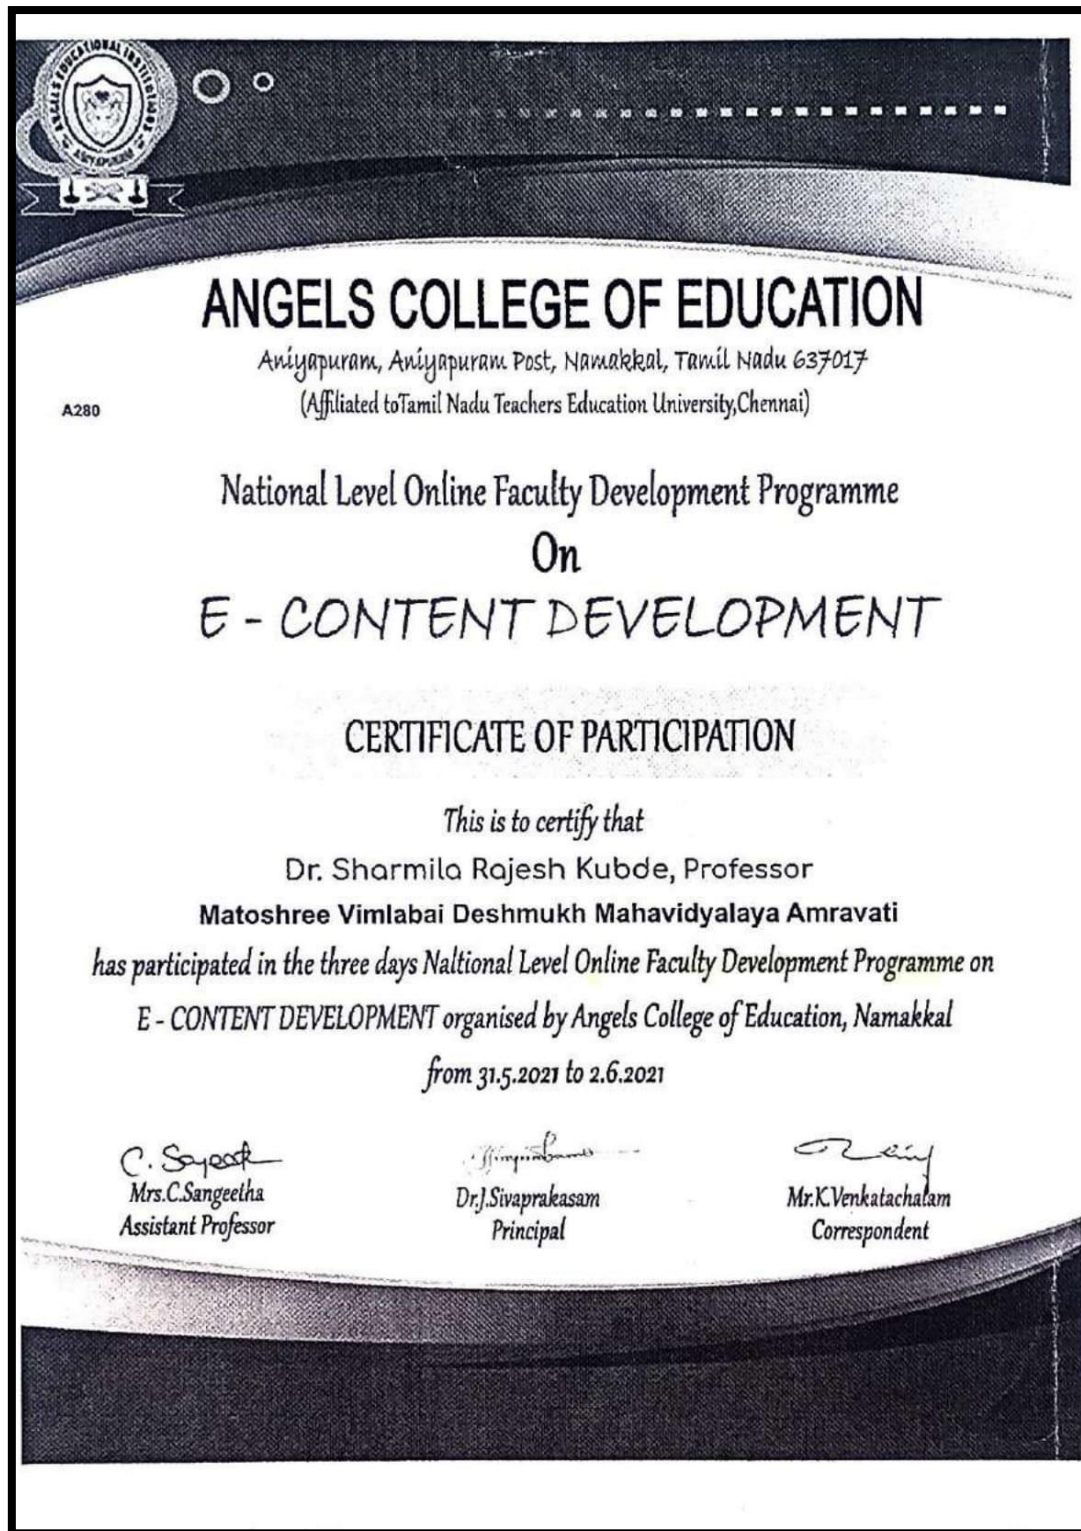 ANGELS EDUCATIONAL INSTITUTIONS
ANIYAPURAM
ANGELS COLLEGE OF EDUCATION
Aniyapuram, Aniyapuram Post, Namakkal, Tamil Nadu 637017
A280
(Affiliated toTamil Nadu Teachers Education University,Chennai)
National Level Online Faculty Development Programme
On
E - CONTENT DEVELOPMENT
CERTIFICATE OF PARTICIPATION
This is to certify that
Dr. Sharmila Rajesh Kubde, Professor
Matoshree Vimlabai Deshmukh Mahavidyalaya Amravati
has participated in the three days Naltional Level Online Faculty Development Programme on
E - CONTENT DEVELOPMENT organised by Angels College of Education, Namakkal
from 31.5.2021 to 2.6.2021
Mrs.C.Sangeetha
Dr.J.Sivaprakasam
Mr.K.Venkatachalam
Assistant Professor
Principal
Correspondent